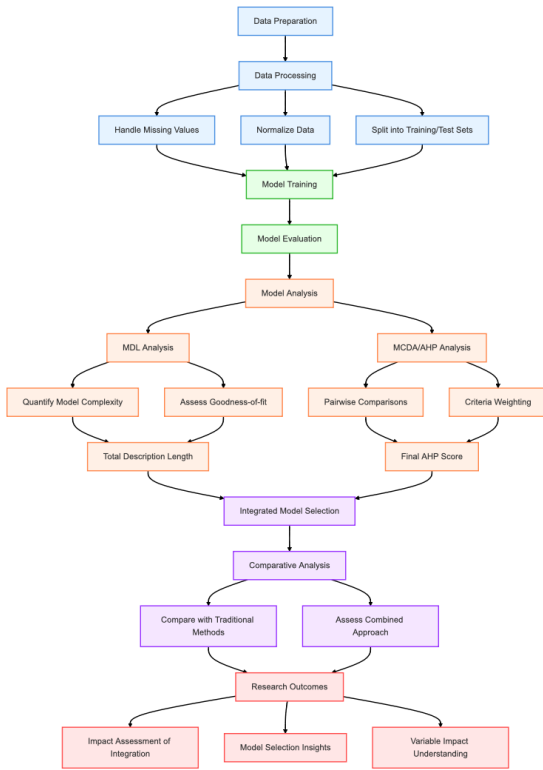 Data Preparation
Data Processing
Handle Missing Values
Normalize Data
Split into Training/Test Sets
Model Training
Model Evaluation
Model Analysis
MDL Analysis
MCDA/AHP Analysis
Quantify Model Complexity
Assess Goodness-of-fit
Pairwise Comparisons
Criteria Weighting
Total Description Length
Final AHP Score
Integrated Model Selection
Comparative Analysis
Compare with Traditional
Methods
Assess Combined
Approach
Research Outcomes
Impact Assessment of
Integration
Model Selection Insights
Variable Impact
Understanding